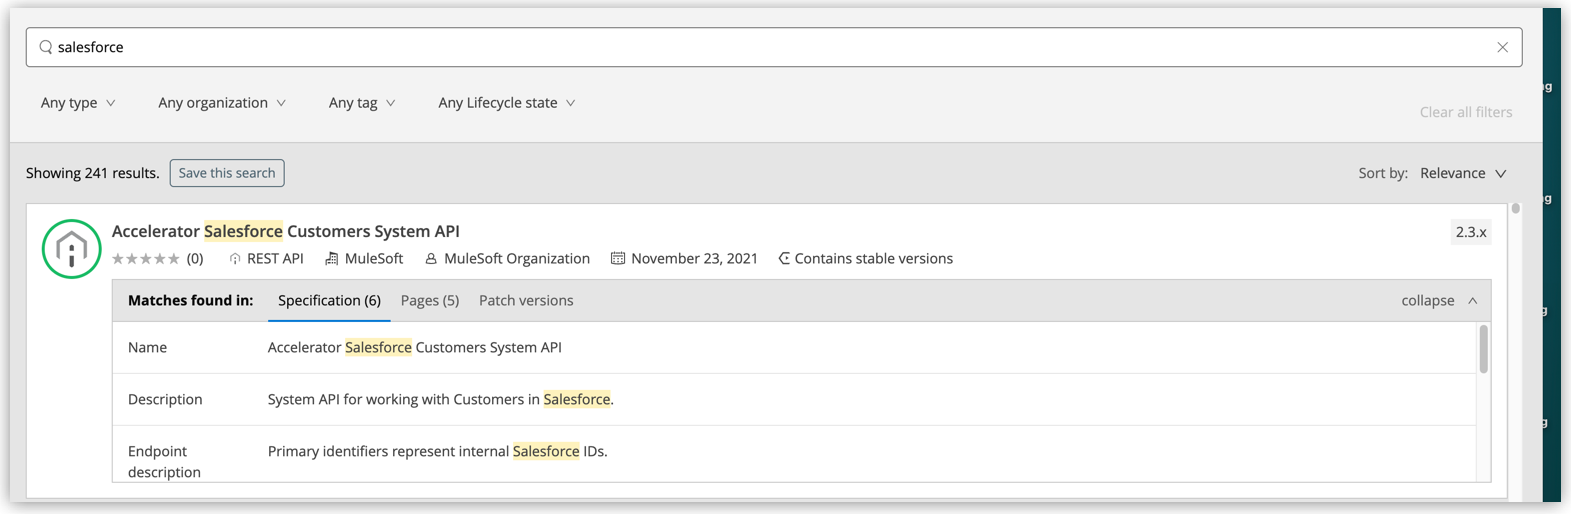 salesforce
Any type Any organization Any tag Any Lifecycle state
Clear all filters
Showing 241 results. Save this search Sort by: Relevance
Accelerator Salesforce Customers System API 2.3.x
(0) REST API MuleSoft MuleSoft Organization November 23, 2021 Contains stable versions
Matches found in: Specification (6) Pages (5) Patch versions collapse
Name Accelerator Salesforce Customers System API
Description System API for working with Customers in Salesforce.
Endpoint description Primary identifiers represent internal Salesforce IDs.